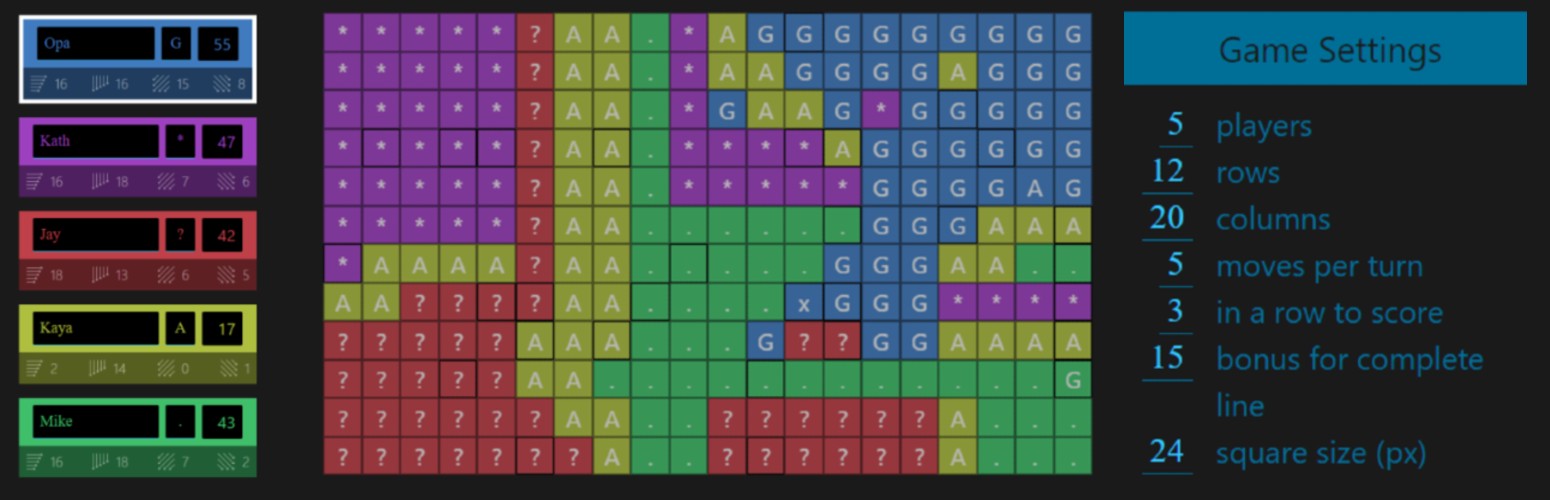 Opa G 55
16 16 15 8
Kath * 47
16 18 7 6
Jay ? 42
18 13 6 5
Kaya A 17
2 14 0 1
Mike . 43
16 18 7 2
* * * * * ? A A . * A G G G G G G G G G
* * * * * ? A A . * A A G G G G A G G G
* * * * * ? A A . * G A A G * G G G G G
* * * * * ? A A . * * * * A G G G G G G
* * * * * ? A A . * * * * * G G G G A G
* * * * * ? A A . . . . . . G G G A A A
* A A A A ? A A . . . . . G G G A A . .
A A ? ? ? ? A A . . . . x G G G * * * *
? ? ? ? ? A A A . . . G ? ? G G A A A A
? ? ? ? ? A A . . . . . . . . . . . . G
? ? ? ? ? ? A A . . ? ? ? ? ? ? A . . .
? ? ? ? ? ? ? A . . ? ? ? ? ? ? A . . .
Game Settings
5 players
12 rows
20 columns
5 moves per turn
3 in a row to score
15 bonus for complete
line
24 square size (px)